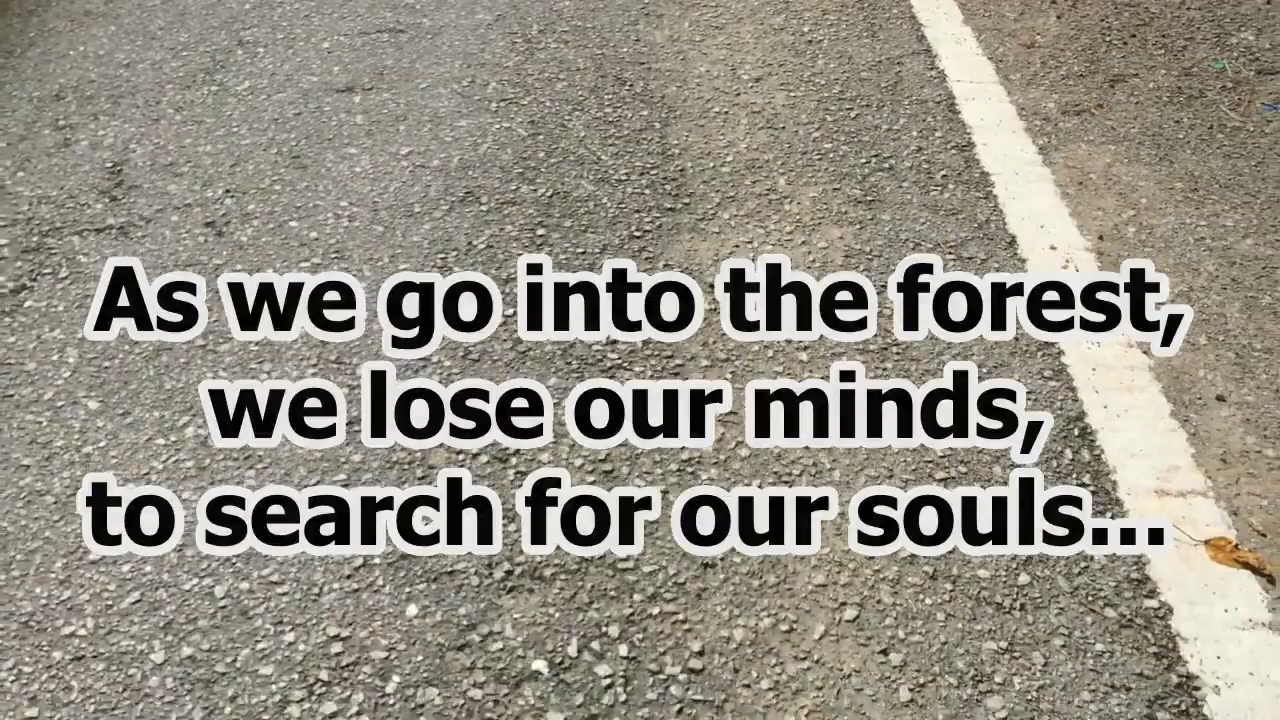 As we go into the forest,
we lose our minds,
to search for our souls...